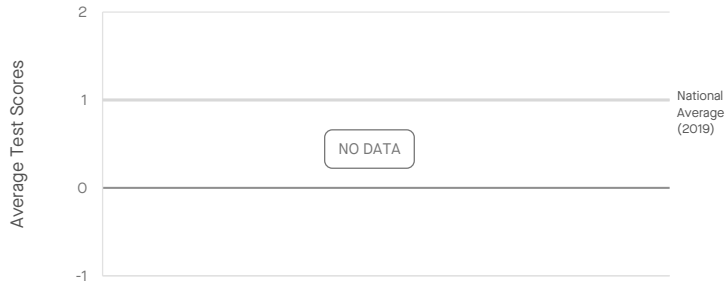 2
Average Test Scores
1
National
Average
(2019)
NO DATA
0
-1